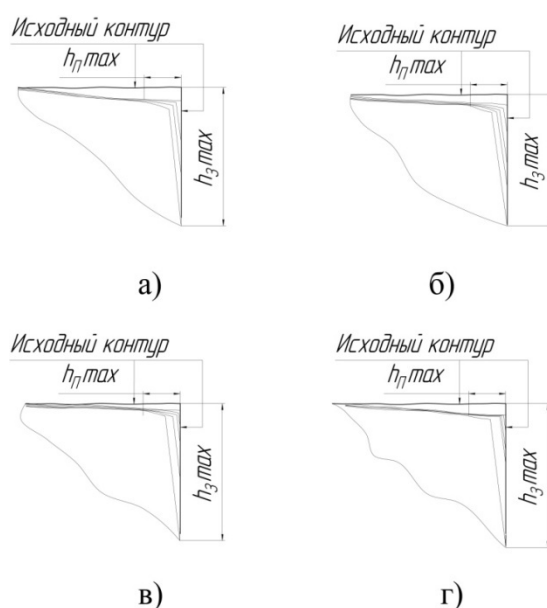 Исходный контур
hП max
hз max
а)
Исходный контур
hП max
hз max
б)
Исходный контур
hП max
hз max
в)
Исходный контур
hП max
hз max
г)